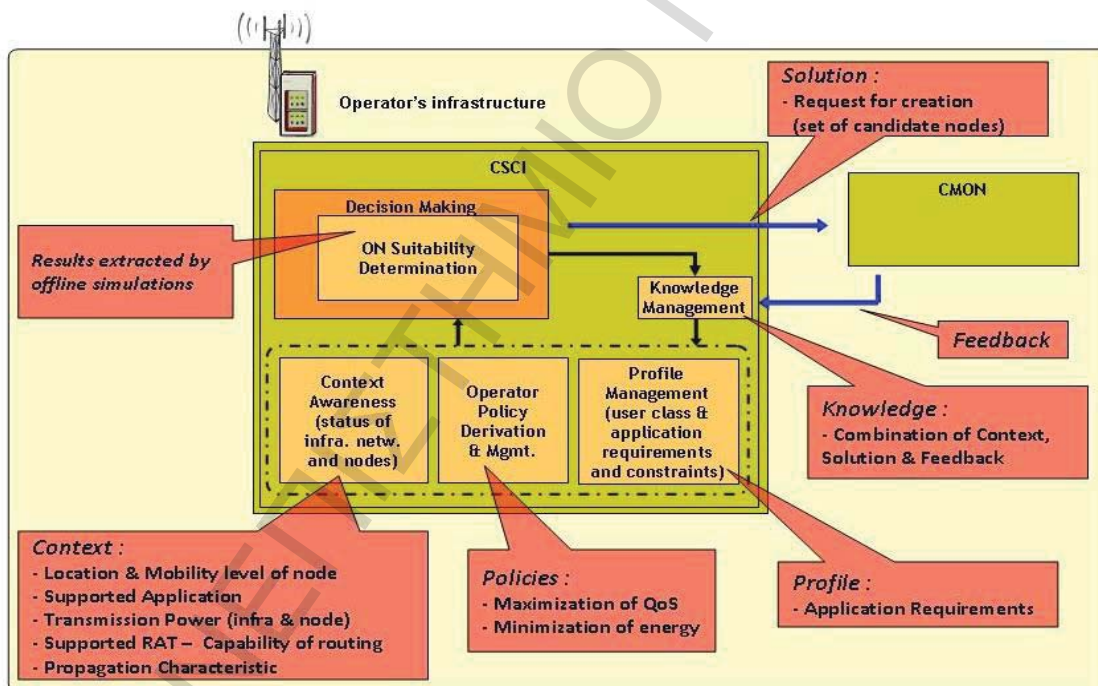 Operator's infrastructure
Solution :
- Request for creation
(set of candidate nodes)
CSCI
CMON
Decision Making
ON Suitability
Determination
Results extracted by
offline simulations
Knowledge
Management
Feedback
Context
Awareness
(status of
infra. netw.
and nodes)
Operator
Policy
Derivation
& Mgmt.
Profile
Management
(user class &
application
requirements
and constraints)
Knowledge :
- Combination of Context,
Solution & Feedback
Context :
- Location & Mobility level of node
- Supported Application
- Transmission Power (infra & node)
- Supported RAT – Capability of routing
- Propagation Characteristic
Policies :
- Maximization of QoS
- Minimization of energy
Profile :
- Application Requirements